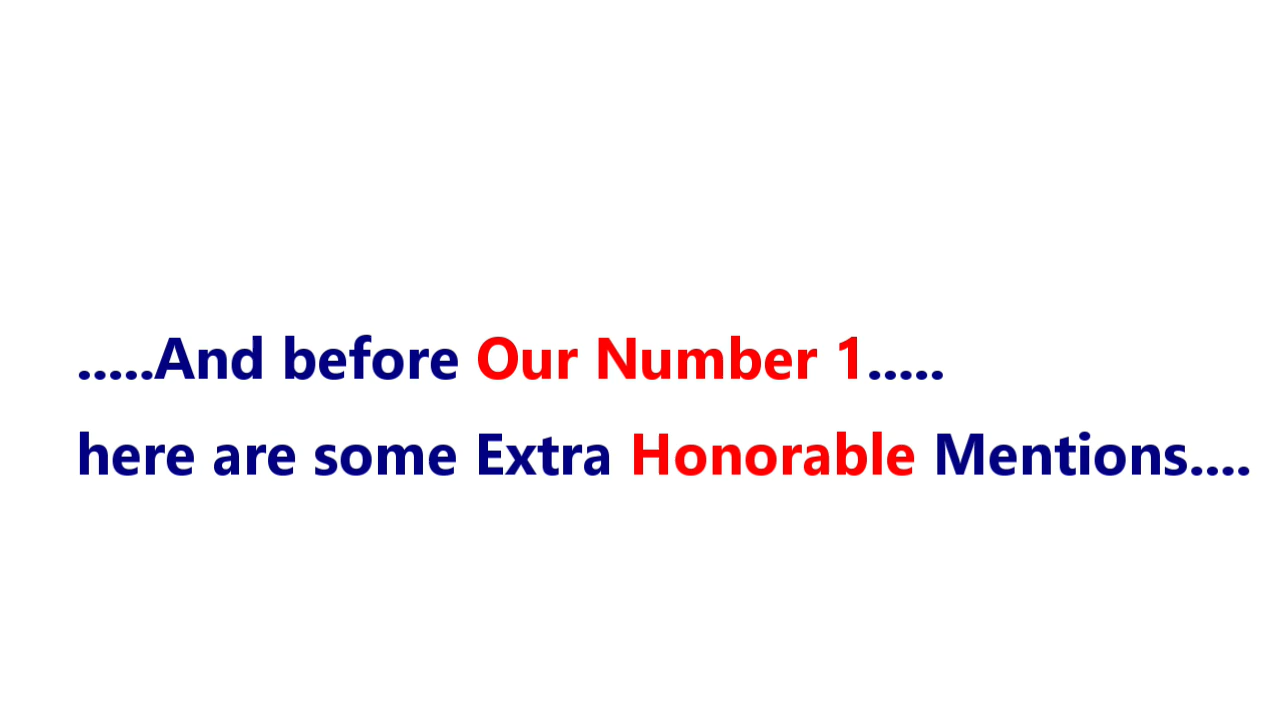 .....And before Our Number 1.....
here are some Extra Honorable Mentions....